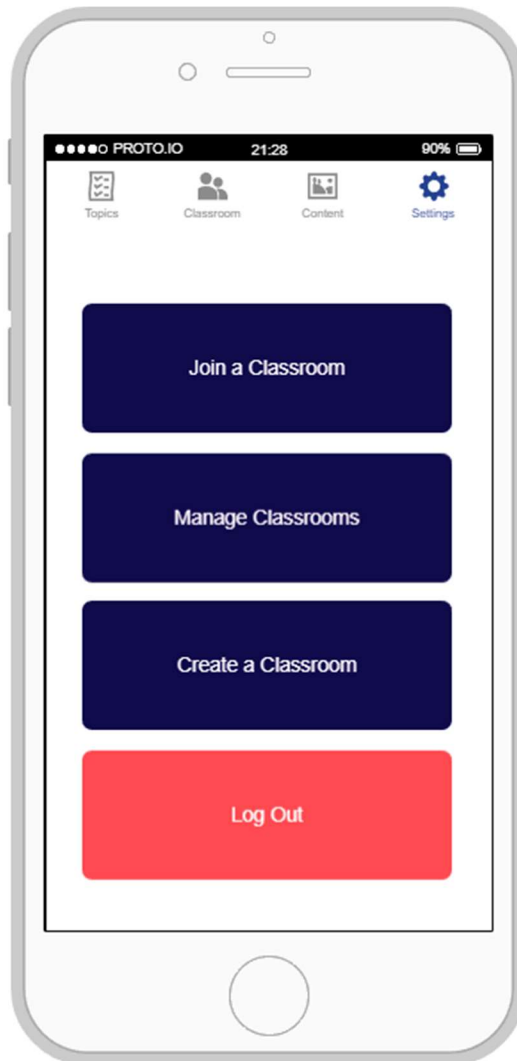 PROTO.IO 21:28 90%
Topics Classroom Content Settings
Join a Classroom
Manage Classrooms
Create a Classroom
Log Out